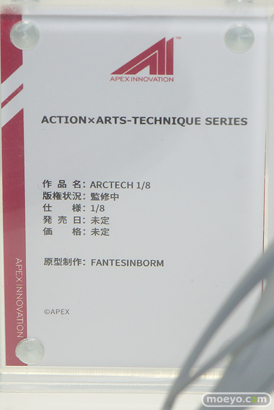 APEX INNOVATION
ACTION×ARTS-TECHNIQUE SERIES
作 品 名：ARCTECH 1/8
版権状況：監修中
仕　　様：1/8
発 売 日：未定
価　　格：未定
原型制作：FANTESINBORM
©APEX
APEX INNOVATION
moeyo.com